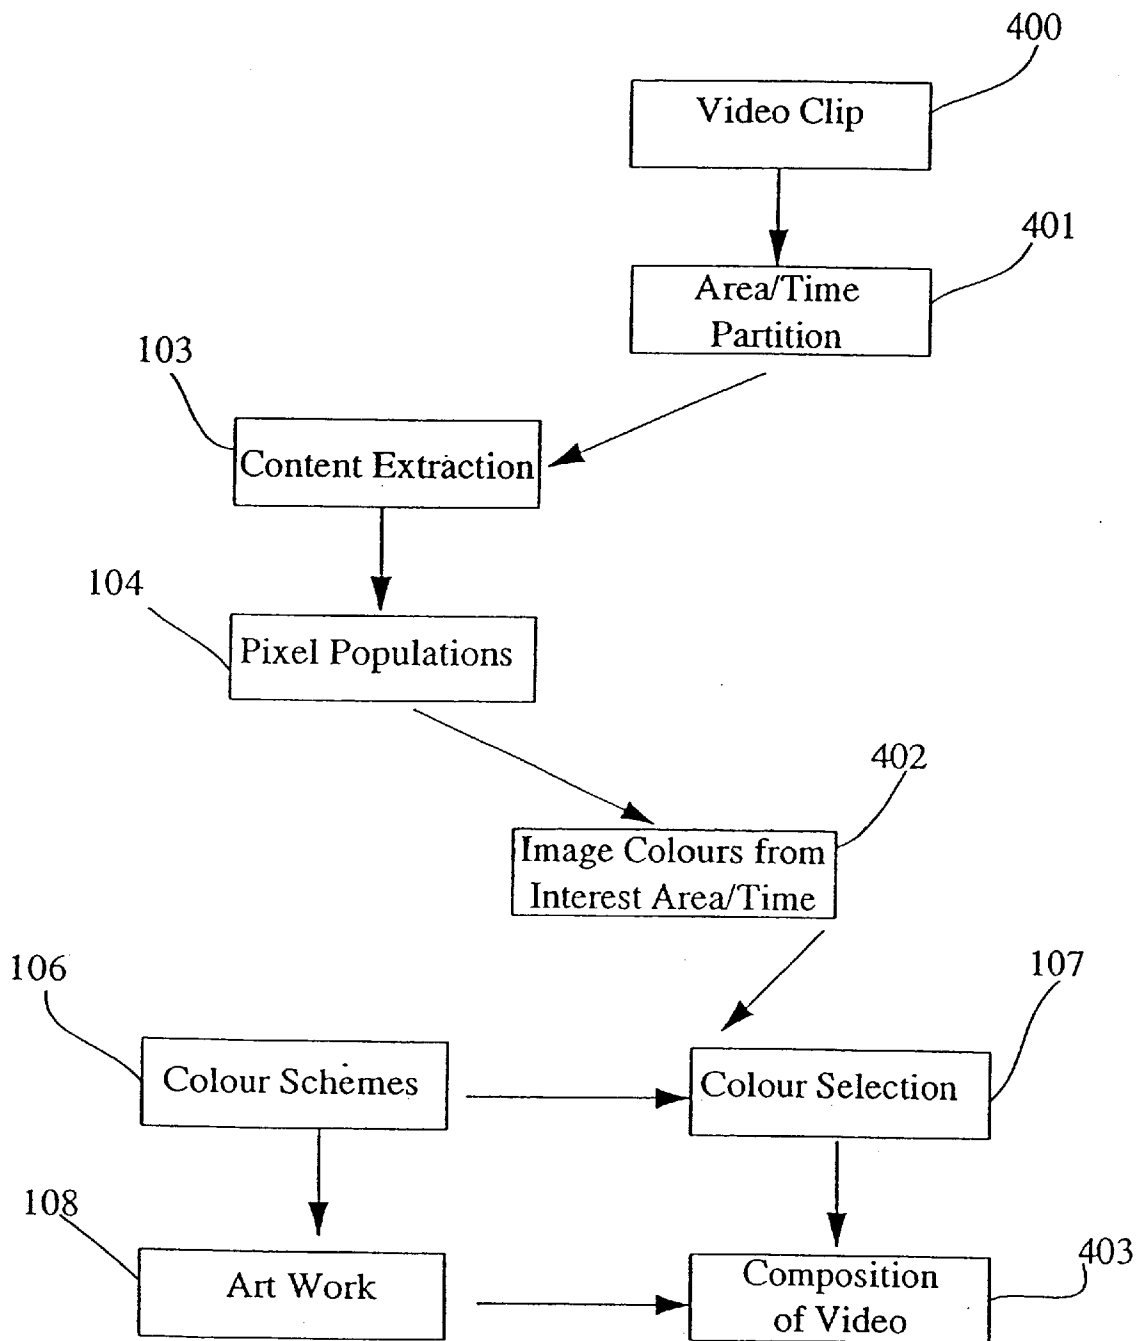 400
Video Clip
401
Area/Time
Partition
103
Content Extraction
104
Pixel Populations
402
Image Colours from
Interest Area/Time
106
107
Colour Schemes
Colour Selection
108
403
Art Work
Composition
of Video